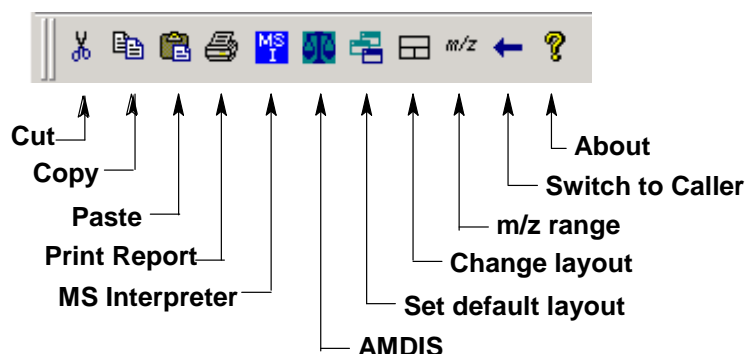 MS
I
m/z
Cut
Copy
Paste
Print Report
MS Interpreter
About
Switch to Caller
m/z range
Change layout
Set default layout
AMDIS